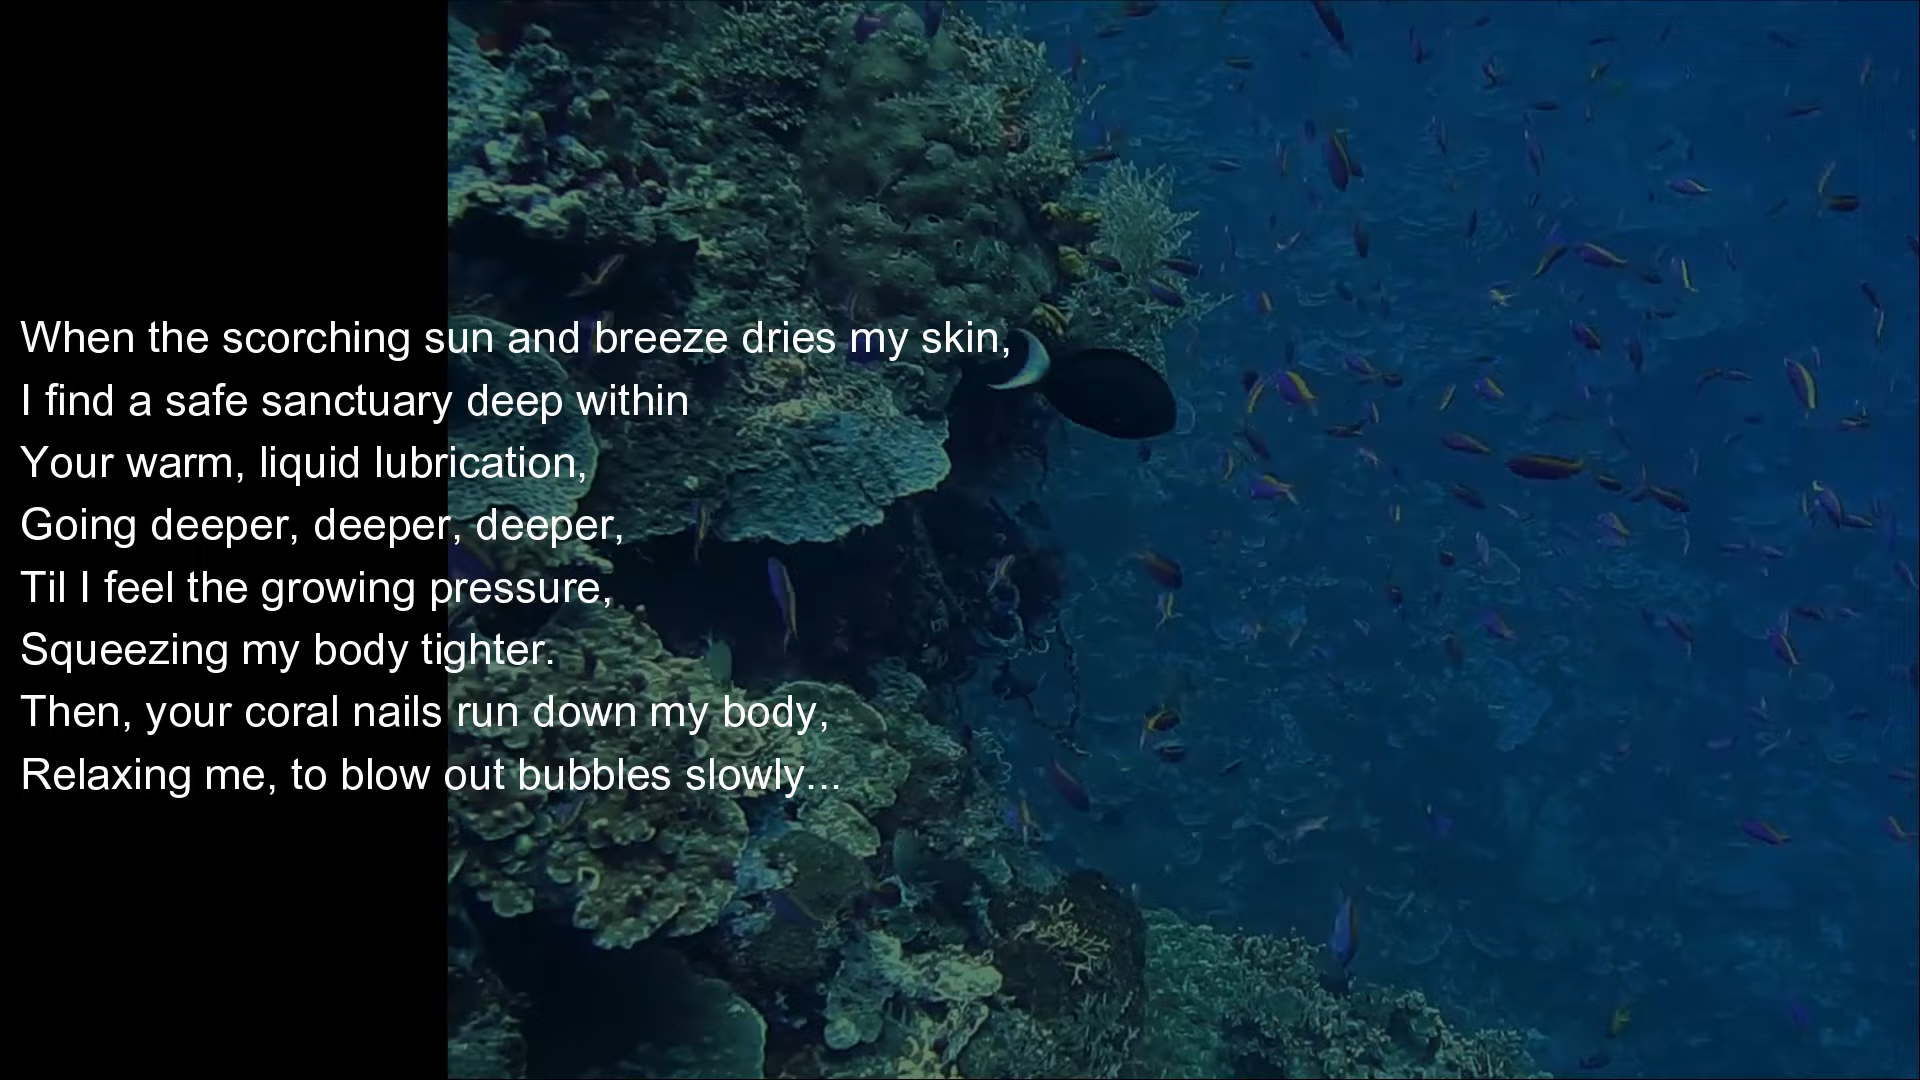 When the scorching sun and breeze dries my skin,
I find a safe sanctuary deep within
Your warm, liquid lubrication,
Going deeper, deeper, deeper,
Til I feel the growing pressure,
Squeezing my body tighter.
Then, your coral nails run down my body,
Relaxing me, to blow out bubbles slowly...